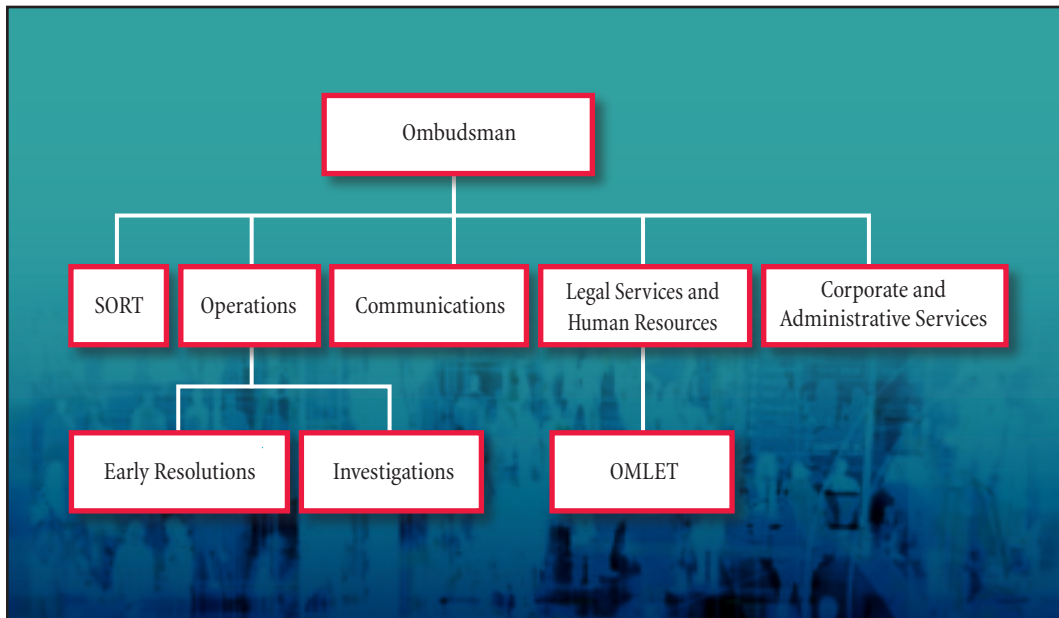 Ombudsman
SORT
Operations
Communications
Legal Services and
Human Resources
Corporate and
Administrative Services
Early Resolutions
Investigations
OMLET